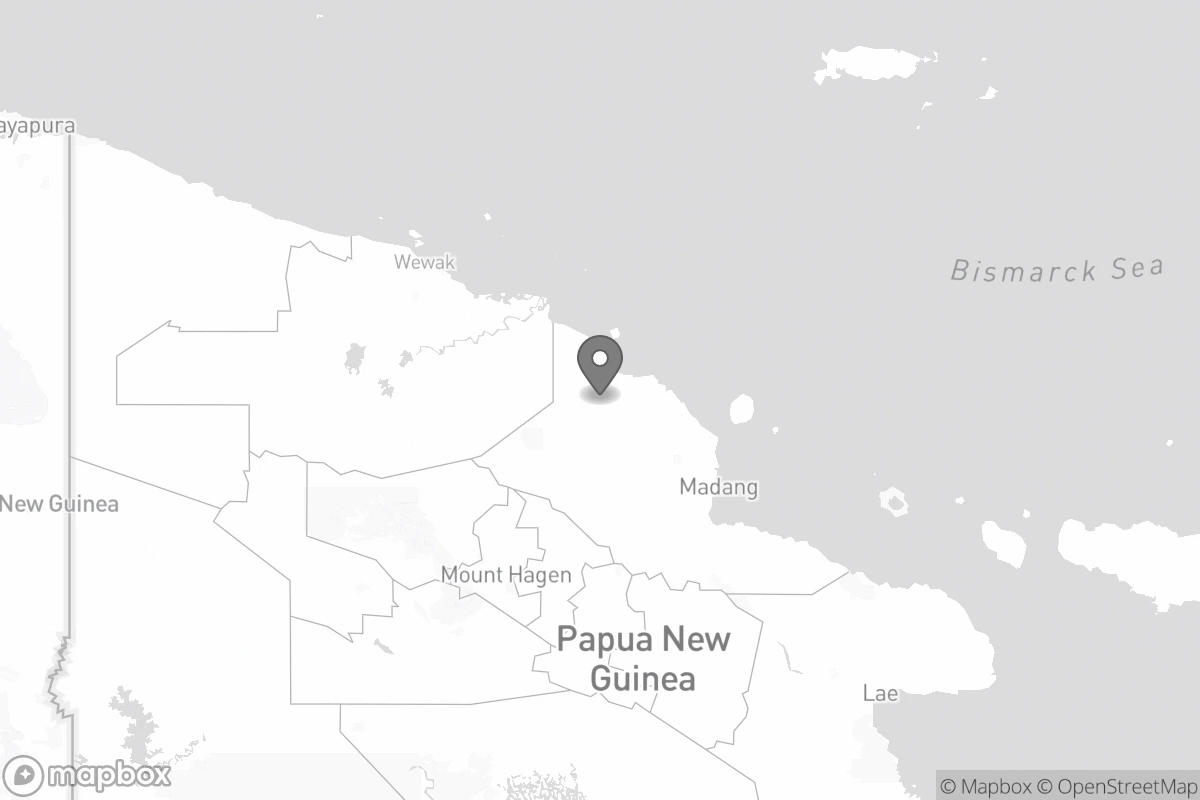 ayapura
Wewak
Bismarck Sea
Madang
New Guinea
Mount Hagen
Papua New
Guinea
Lae
mapbox
© Mapbox © OpenStreetMap